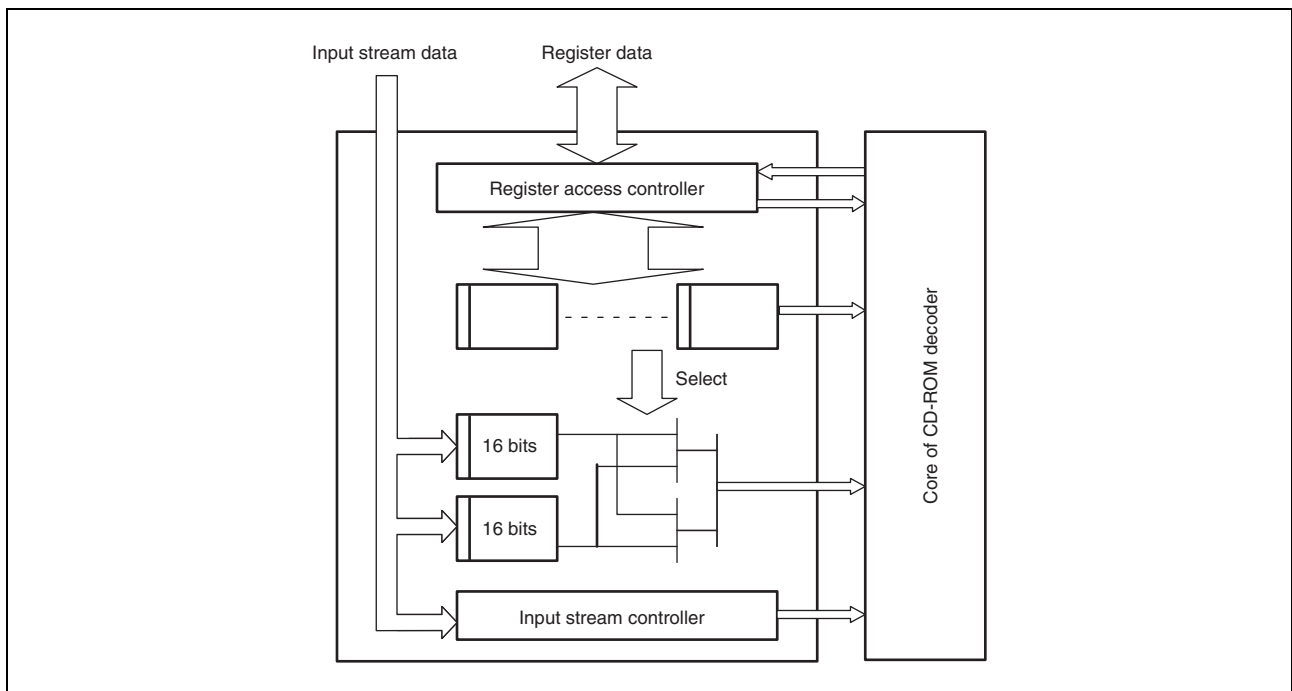 Input stream data
Register data
Register access controller
Select
16 bits
16 bits
Input stream controller
Core of CD-ROM decoder